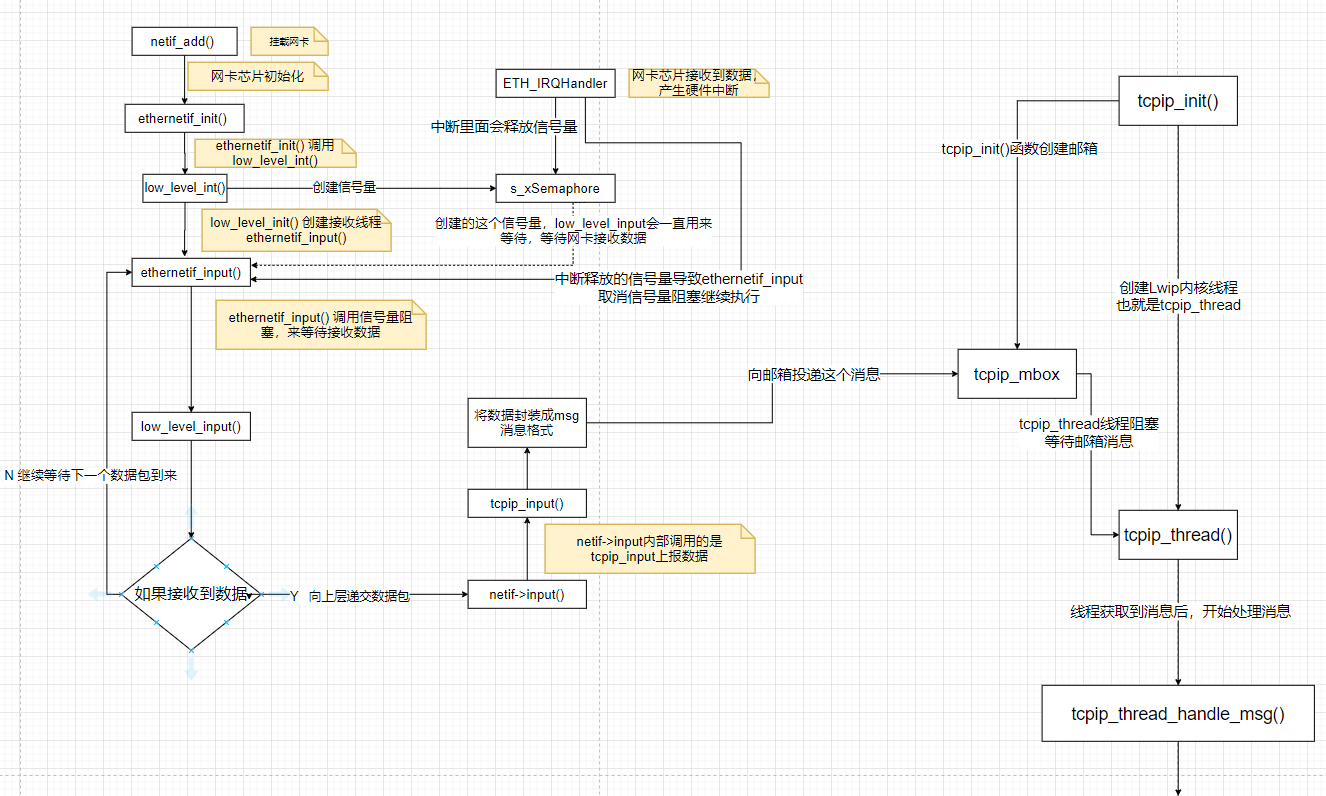 netif_add()
挂载网卡
网卡芯片初始化
ethernetif_init()
ethernetif_init() 调用
low_level_int()
low_level_int()
创建信号量
low_level_init() 创建接收线程
ethernetif_input()
ethernetif_input()
ethernetif_input() 调用信号量阻
塞，来等待接收数据
low_level_input()
N 继续等待下一个数据包到来
如果接收到数据
Y 向上层递交数据包
ETH_IRQHandler
网卡芯片接收到数据，
产生硬件中断
中断里面会释放信号量
s_xSemaphore
创建的这个信号量，low_level_input会一直用来
等待，等待网卡接收数据
中断释放的信号量导致ethernetif_input
取消信号量阻塞继续执行
将数据封装成msg
消息格式
tcpip_input()
netif->input内部调用的是
tcpip_input上报数据
netif->input()
向邮箱投递这个消息
tcpip_init()
tcpip_init()函数创建邮箱
创建Lwip内核线程
也就是tcpip_thread
tcpip_mbox
tcpip_thread线程阻塞
等待邮箱消息
tcpip_thread()
线程获取到消息后，开始处理消息
tcpip_thread_handle_msg()